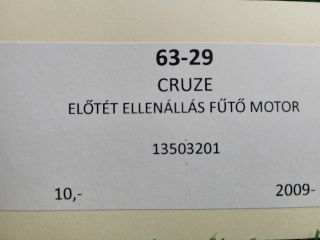 63-29
CRUZE
ELŐTÉT ELLENÁLLÁS FŰTŐ MOTOR
13503201
10,- 2009-